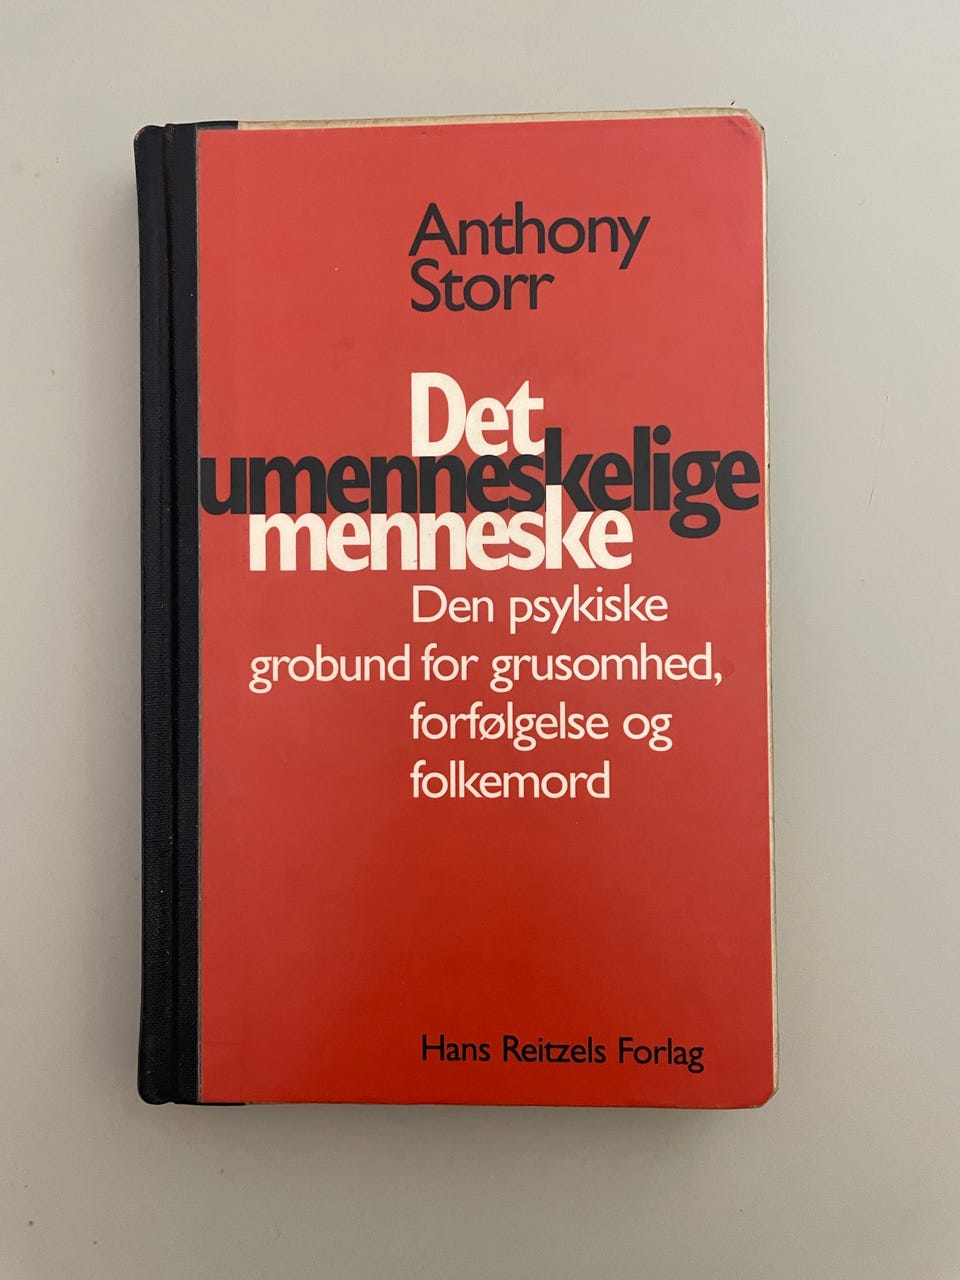 Anthony
Storr
Det
umenneskelige
menneske
Den psykiske
grobund for grusomhed,
forfølgelse og
folkemord
Hans Reitzels Forlag